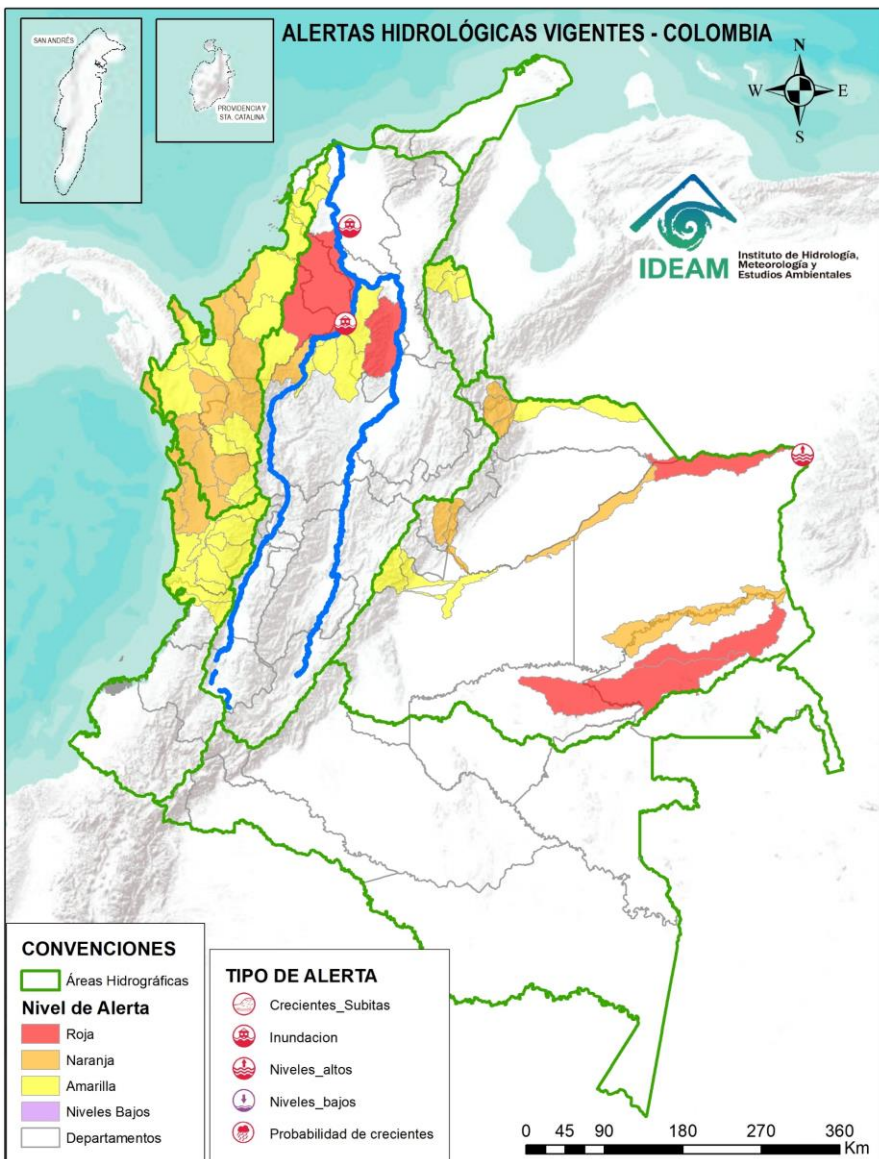 ALERTAS HIDROLÓGICAS VIGENTES - COLOMBIA
SAN ANDRÉS
PROVIDENCIA Y
STA. CATALINA
N
W
E
S
IDEAM
Instituto de Hidrología,
Meteorología y
Estudios Ambientales
CONVENCIONES
Áreas Hidrográficas
Nivel de Alerta
Roja
Naranja
Amarilla
Niveles Bajos
Departamentos
TIPO DE ALERTA
Crecientes_Subitas
Inundacion
Niveles_altos
Niveles_bajos
Probabilidad de crecientes
0 45 90 180 270 360
Km